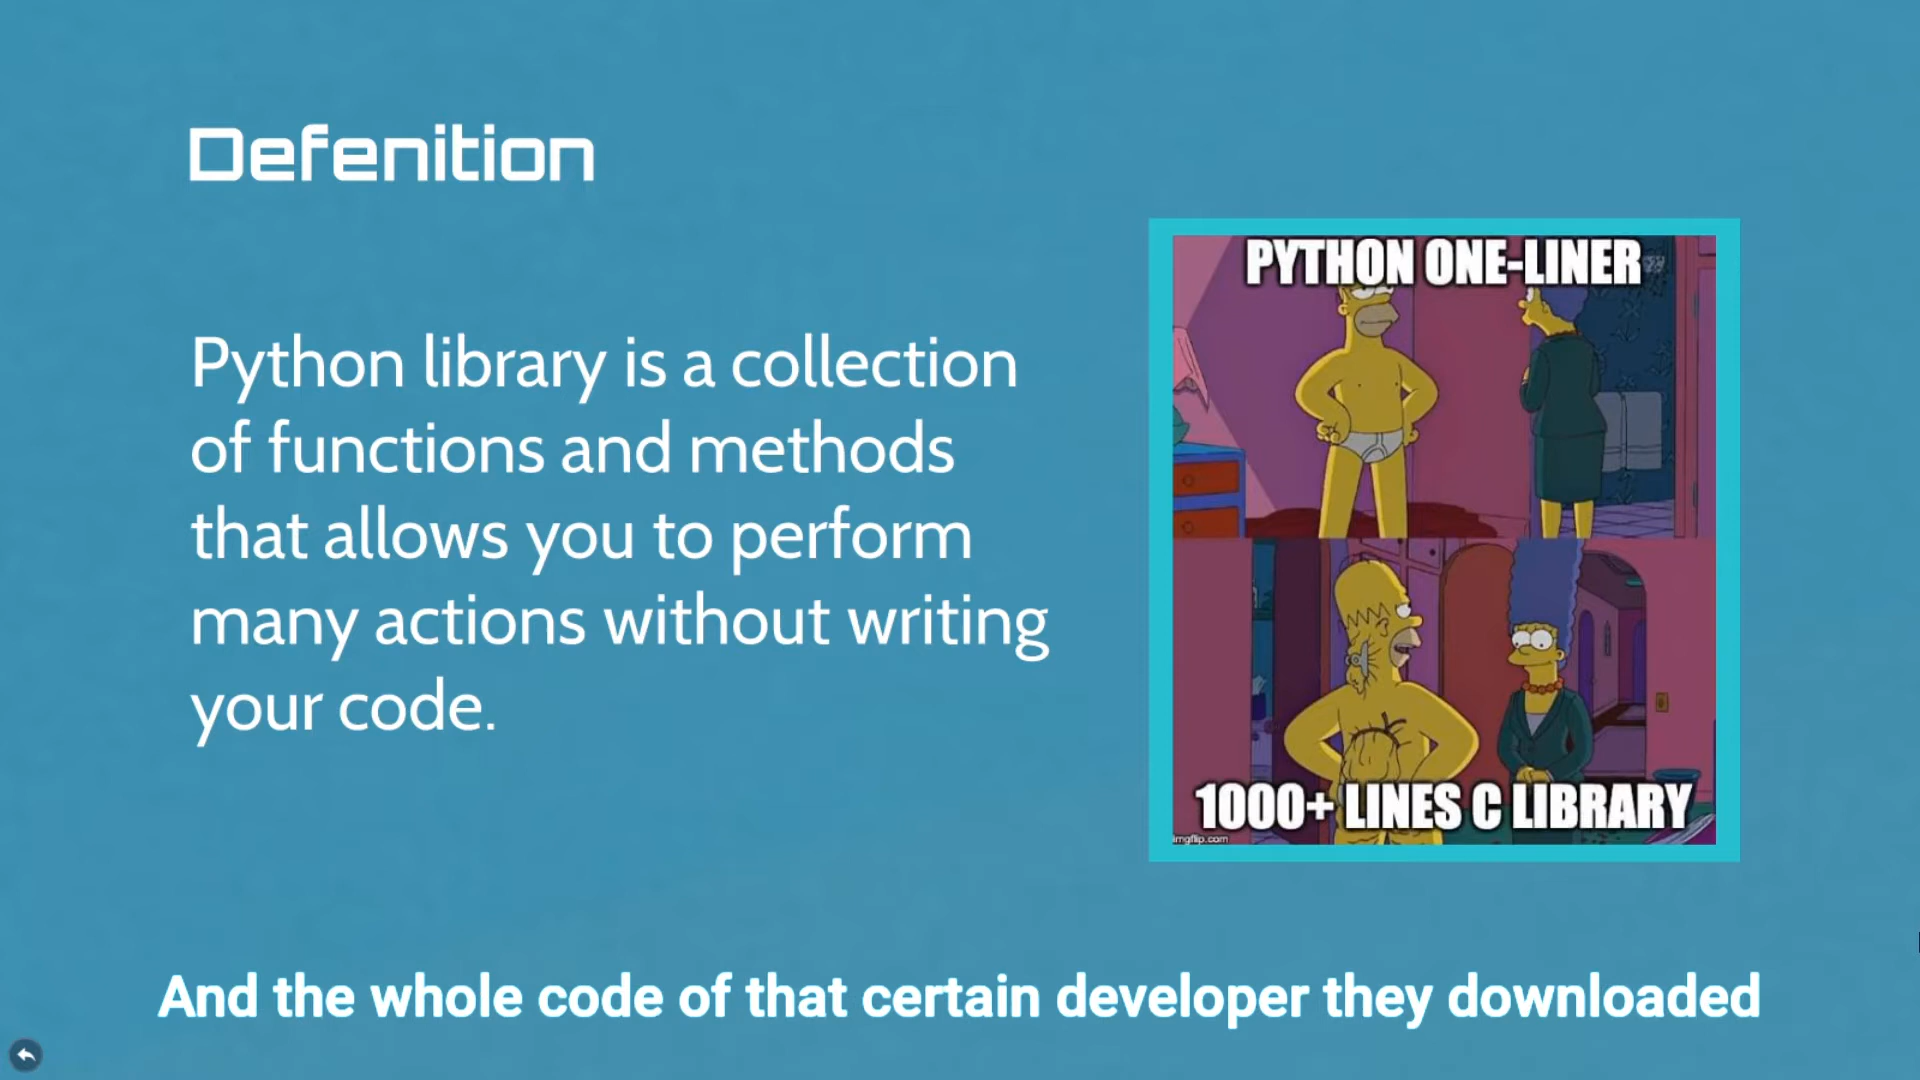 Defenition
Python library is a collection
of functions and methods
that allows you to perform
many actions without writing
your code.
PYTHON ONE-LINER
1000+ LINES C LIBRARY
imgflip.com
And the whole code of that certain developer they downloaded